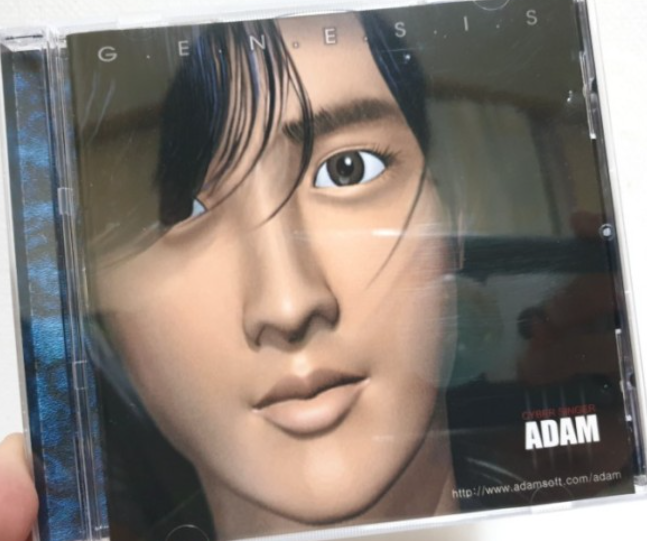 G.E.N.E.S.I.S
CYBER SINGER
ADAM
http://www.adamsoft.com/adam